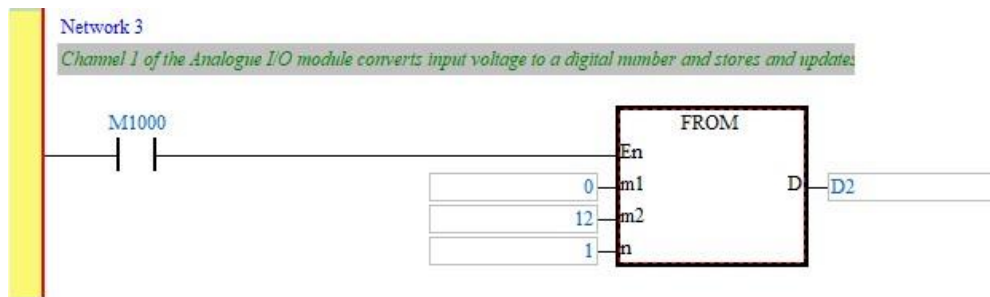 Network 3
Channel 1 of the Analogue I/O module converts input voltage to a digital number and stores and updates
M1000
FROM
En
0 m1 D D2
12 m2
1 n